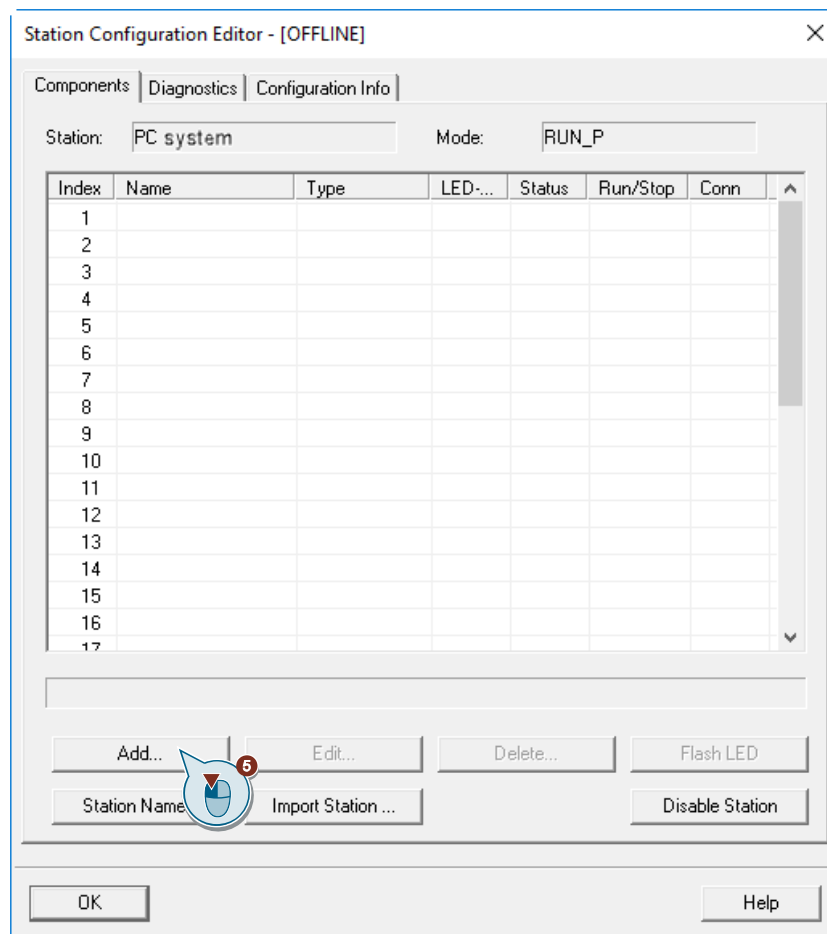 Station Configuration Editor - [OFFLINE]
Components Diagnostics Configuration Info
Station: PC system Mode: RUN_P
Index Name Type LED-... Status Run/Stop Conn
1
2
3
4
5
6
7
8
9
10
11
12
13
14
15
16
17
Add... Edit... Delete... Flash LED
5
Station Name Import Station ... Disable Station
OK Help